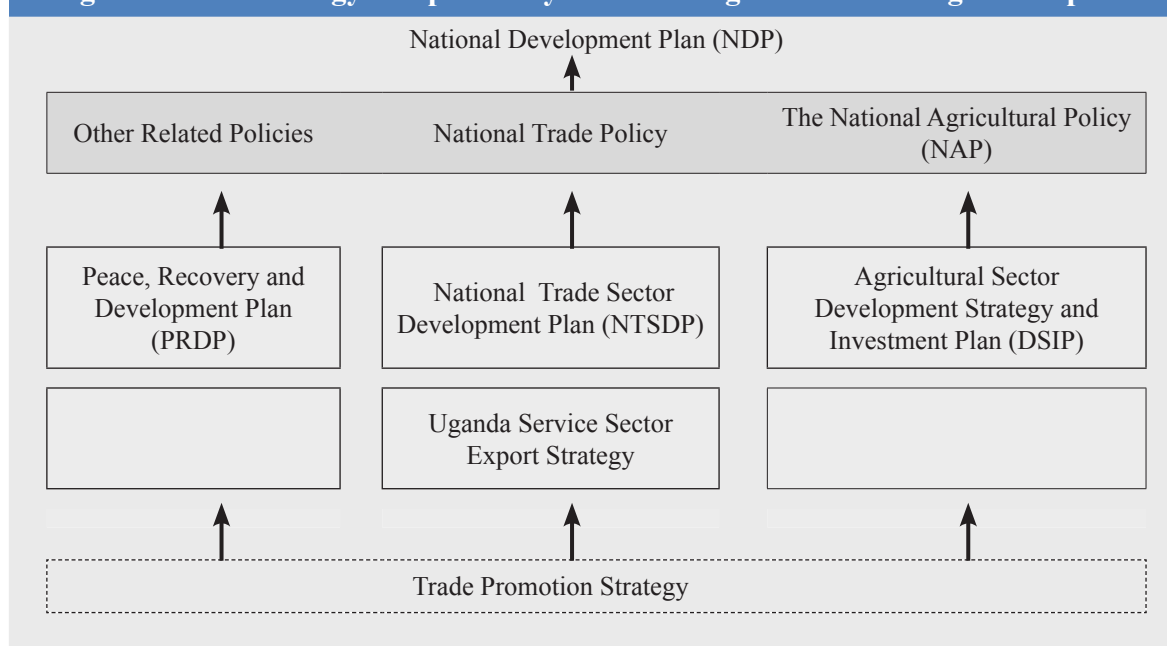 National Development Plan (NDP)
Other Related Policies
National Trade Policy
The National Agricultural Policy
(NAP)
Peace, Recovery and
Development Plan
(PRDP)
National Trade Sector
Development Plan (NTSDP)
Agricultural Sector
Development Strategy and
Investment Plan (DSIP)
Uganda Service Sector
Export Strategy
Trade Promotion Strategy